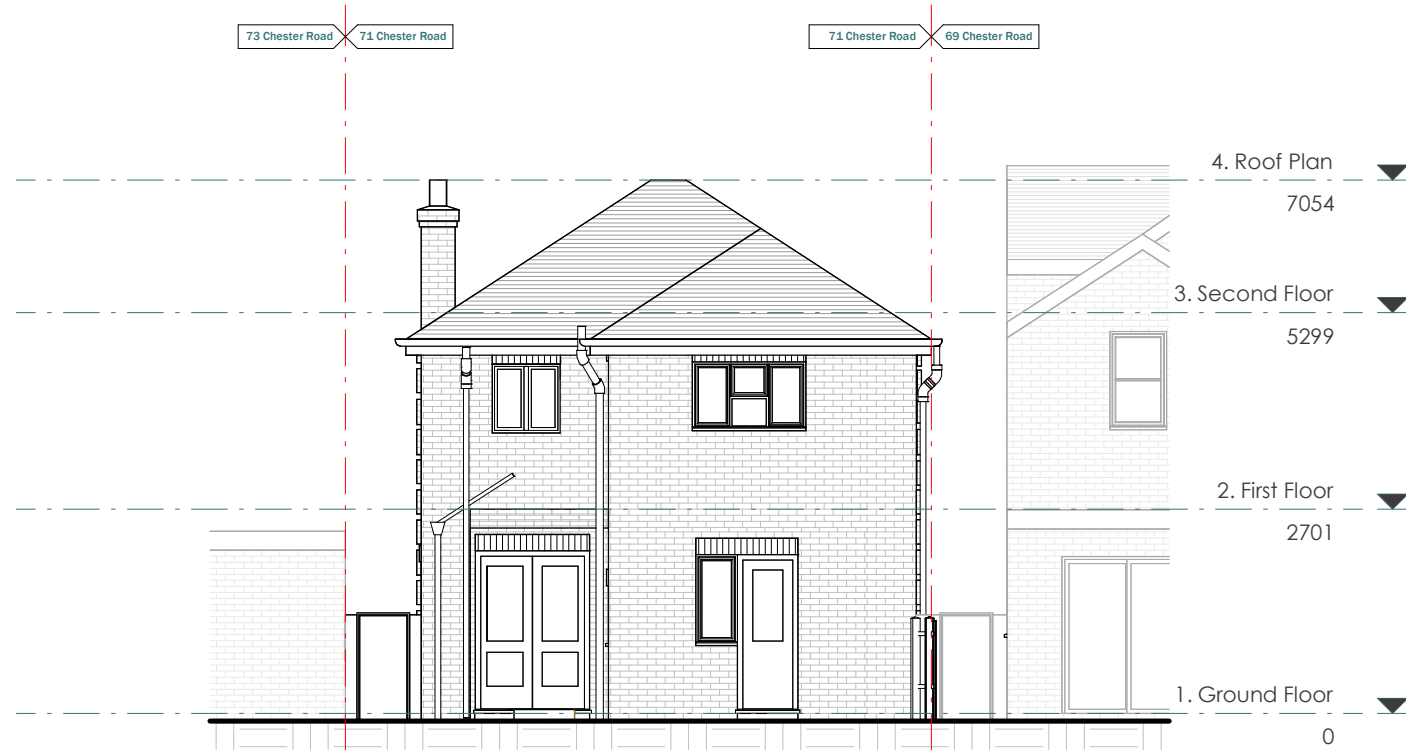 73 Chester Road 71 Chester Road 71 Chester Road 69 Chester Road
4. Roof Plan
7054
3. Second Floor
5299
2. First Floor
2701
1. Ground Floor
0